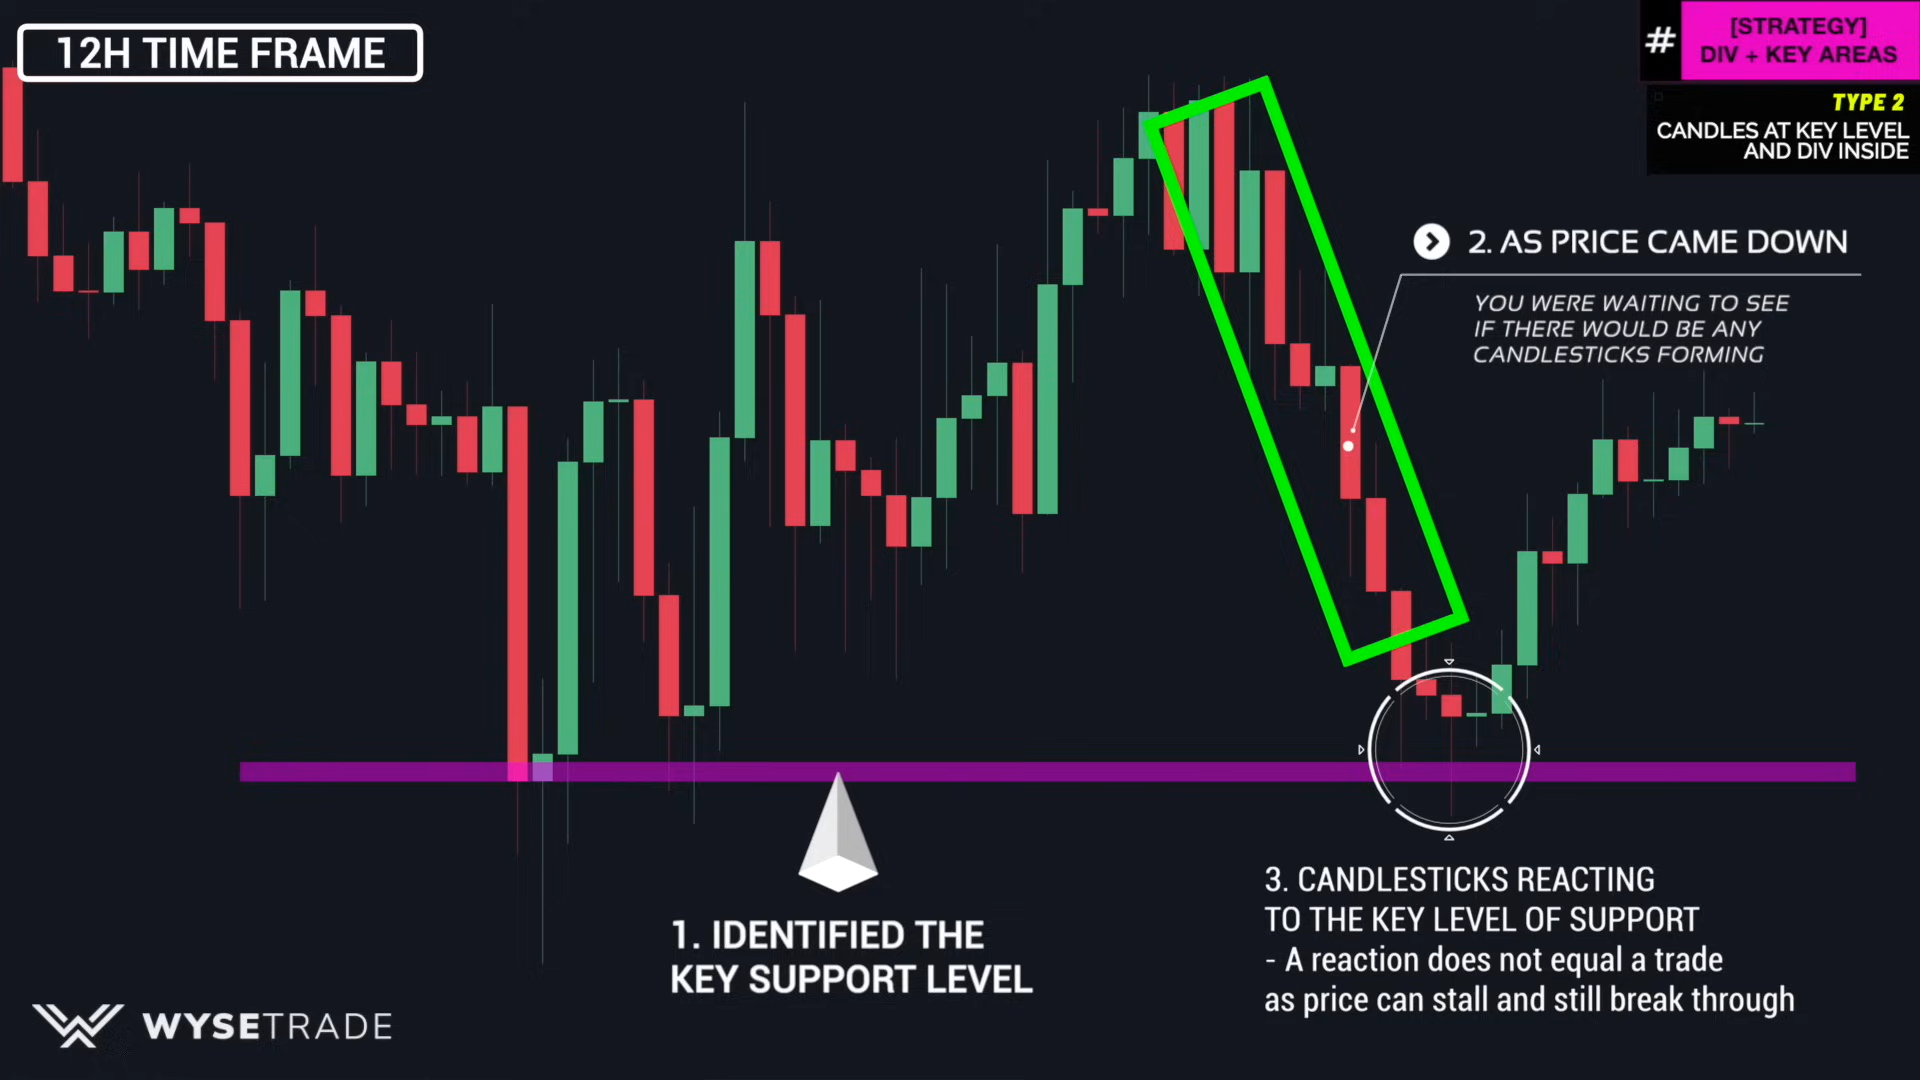 12H TIME FRAME
#
[STRATEGY]
DIV + KEY AREAS
TYPE 2
CANDLES AT KEY LEVEL
AND DIV INSIDE
2. AS PRICE CAME DOWN
YOU WERE WAITING TO SEE
IF THERE WOULD BE ANY
CANDLESTICKS FORMING
1. IDENTIFIED THE
KEY SUPPORT LEVEL
3. CANDLESTICKS REACTING
TO THE KEY LEVEL OF SUPPORT
- A reaction does not equal a trade
as price can stall and still break through
WYSETRADE